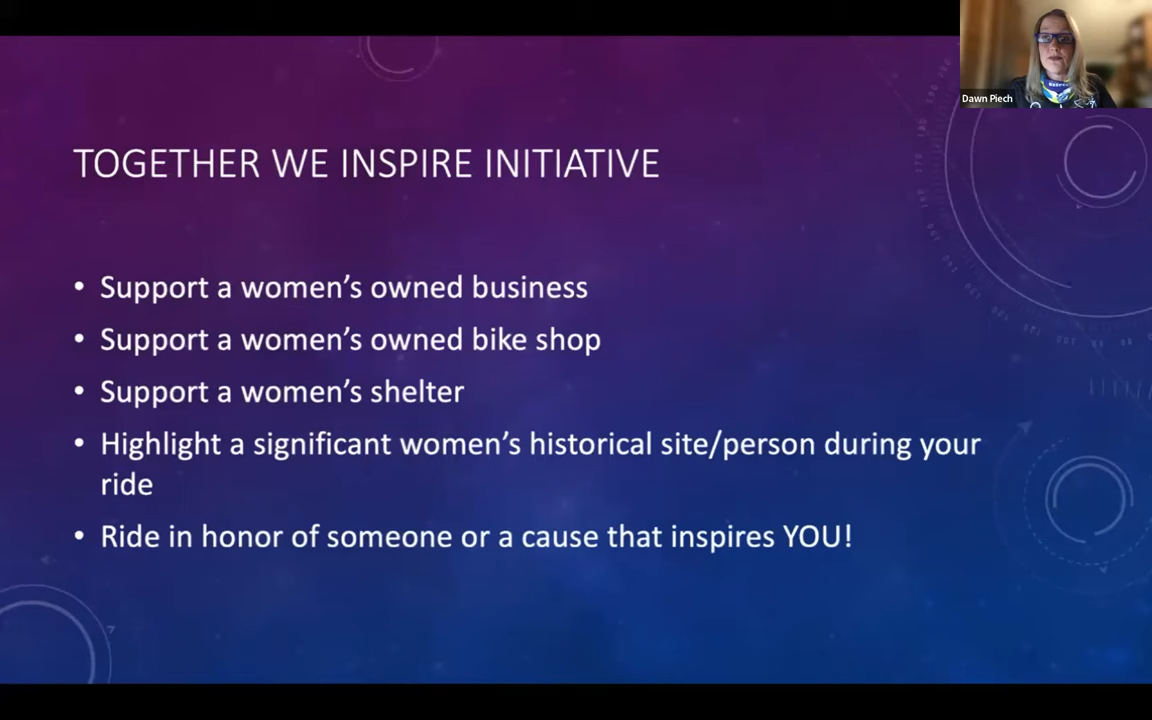 Dawn Piech
TOGETHER WE INSPIRE INITIATIVE
• Support a women's owned business
• Support a women's owned bike shop
• Support a women's shelter
• Highlight a significant women's historical site/person during your
ride
• Ride in honor of someone or a cause that inspires YOU!